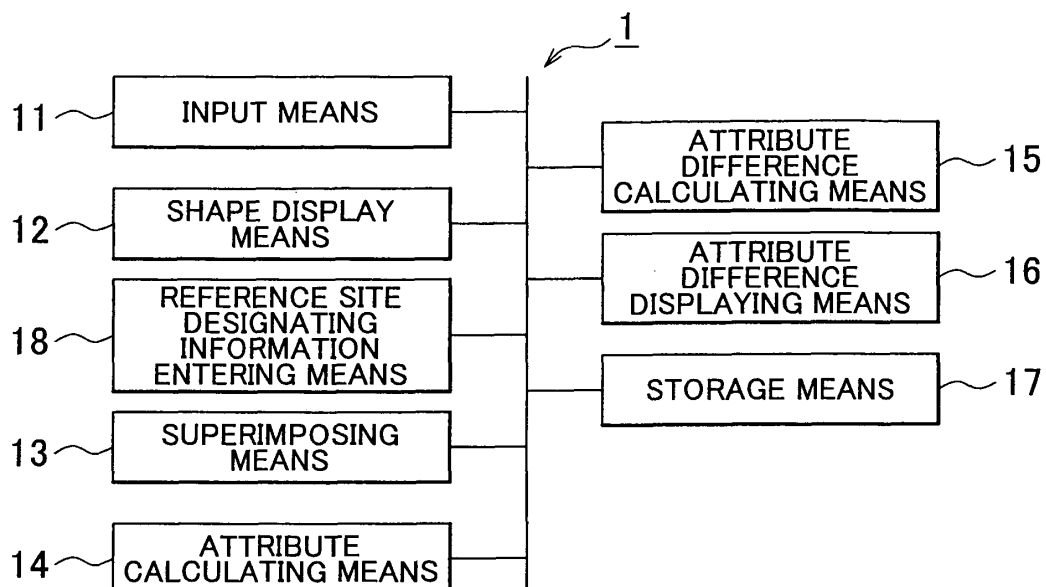 1
11
INPUT MEANS
12
SHAPE DISPLAY
MEANS
18
REFERENCE SITE
DESIGNATING
INFORMATION
ENTERING MEANS
13
SUPERIMPOSING
MEANS
14
ATTRIBUTE
CALCULATING MEANS
ATTRIBUTE
DIFFERENCE
CALCULATING MEANS
15
ATTRIBUTE
DIFFERENCE
DISPLAYING MEANS
16
STORAGE MEANS
17